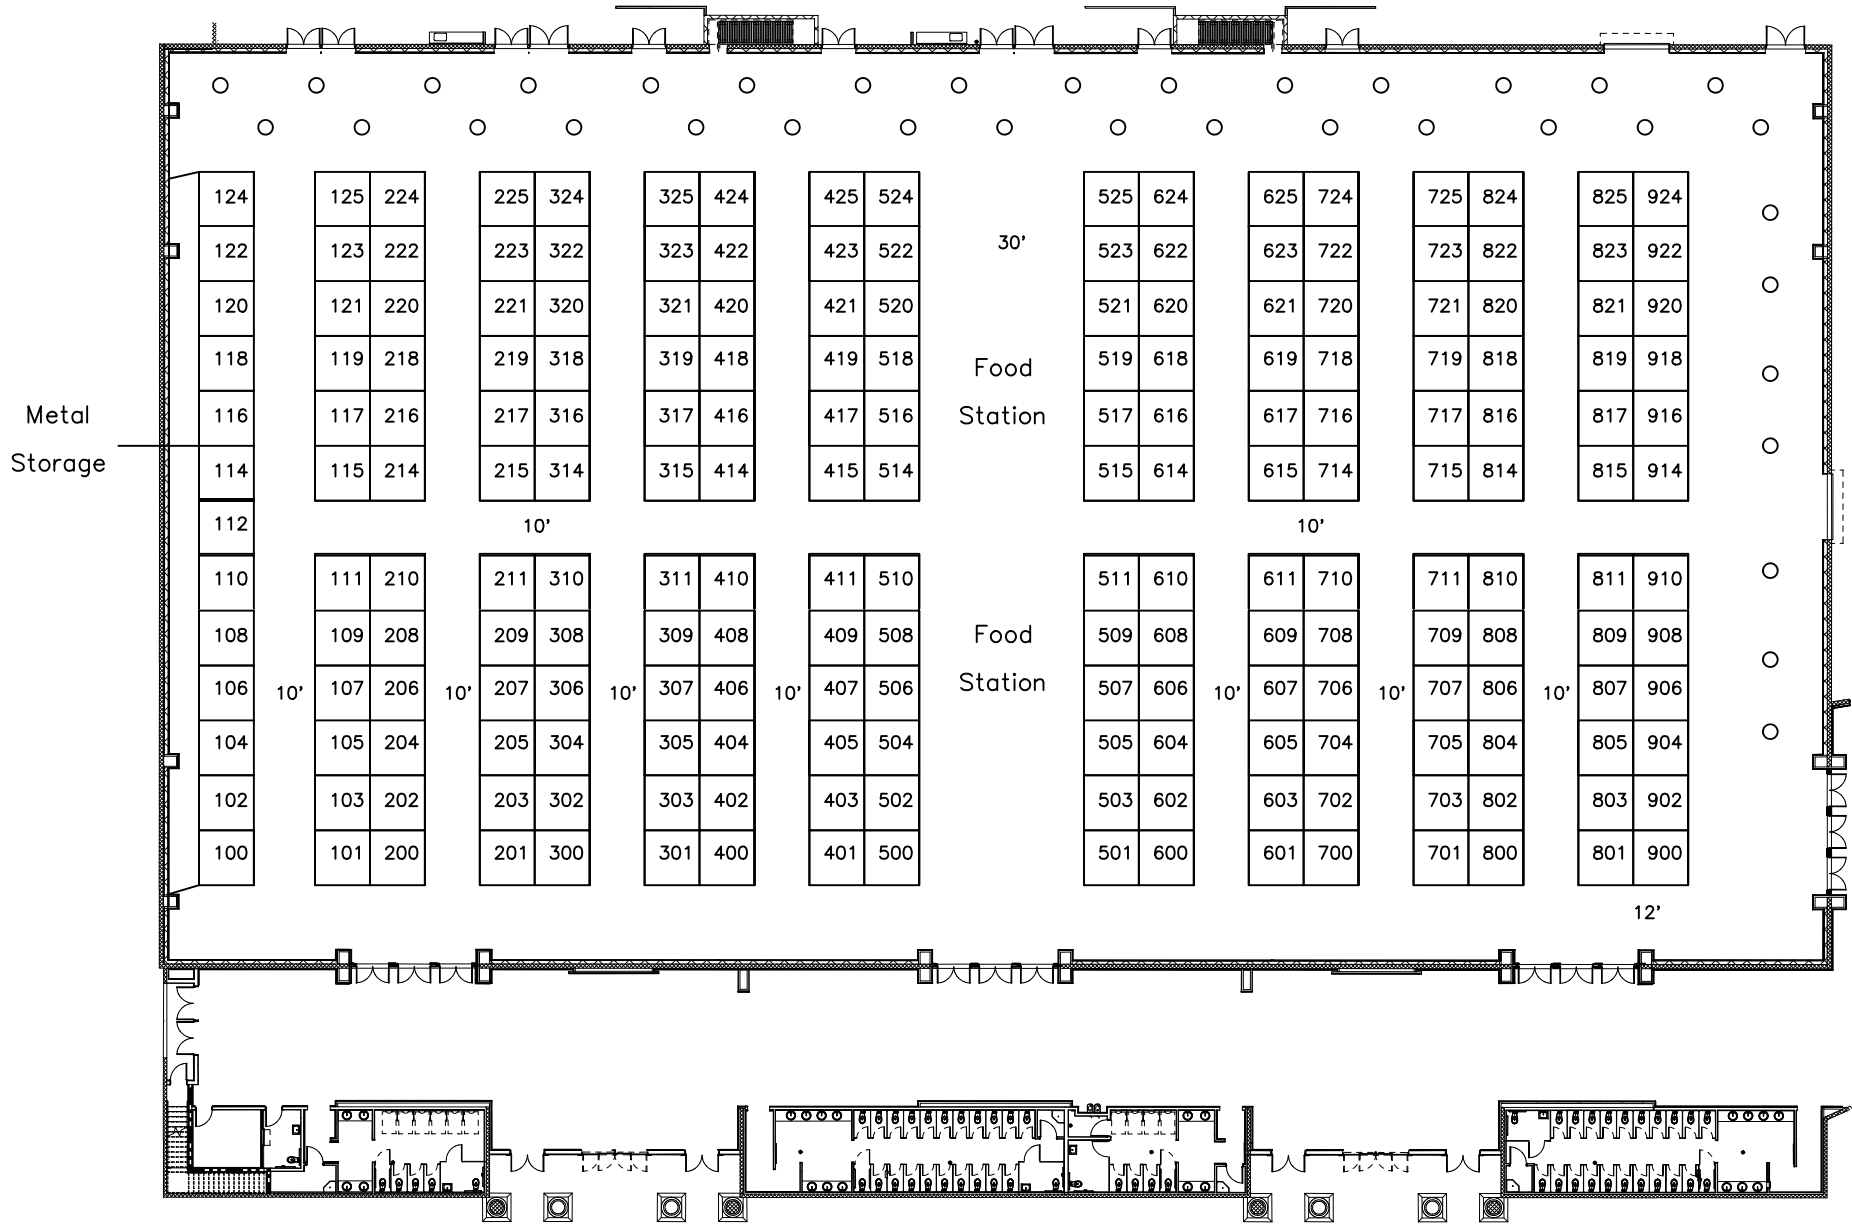 124 125 224 225 324 325 424 425 524 525 624 625 724 725 824 825 924
122 123 222 223 322 323 422 423 522 30' 523 622 623 722 723 822 823 922
120 121 220 221 320 321 420 421 520 521 620 621 720 721 820 821 920
118 119 218 219 318 319 418 419 518 Food 519 618 619 718 719 818 819 918
Metal 116 117 216 217 316 317 416 417 516 Station 517 616 617 716 717 816 817 916
Storage 114 115 214 215 314 315 414 415 514 515 614 615 714 715 814 815 914
112 10' 10'
110 111 210 211 310 311 410 411 510 511 610 611 710 711 810 811 910
108 109 208 209 308 309 408 409 508 Food 509 608 609 708 709 808 809 908
106 10' 107 206 10' 207 306 10' 307 406 10' 407 506 Station 507 606 10' 607 706 10' 707 806 10' 807 906
104 105 204 205 304 305 404 405 504 505 604 605 704 705 804 805 904
102 103 202 203 302 303 402 403 502 503 602 603 702 703 802 803 902
100 101 200 201 300 301 400 401 500 501 600 601 700 701 800 801 900
12'